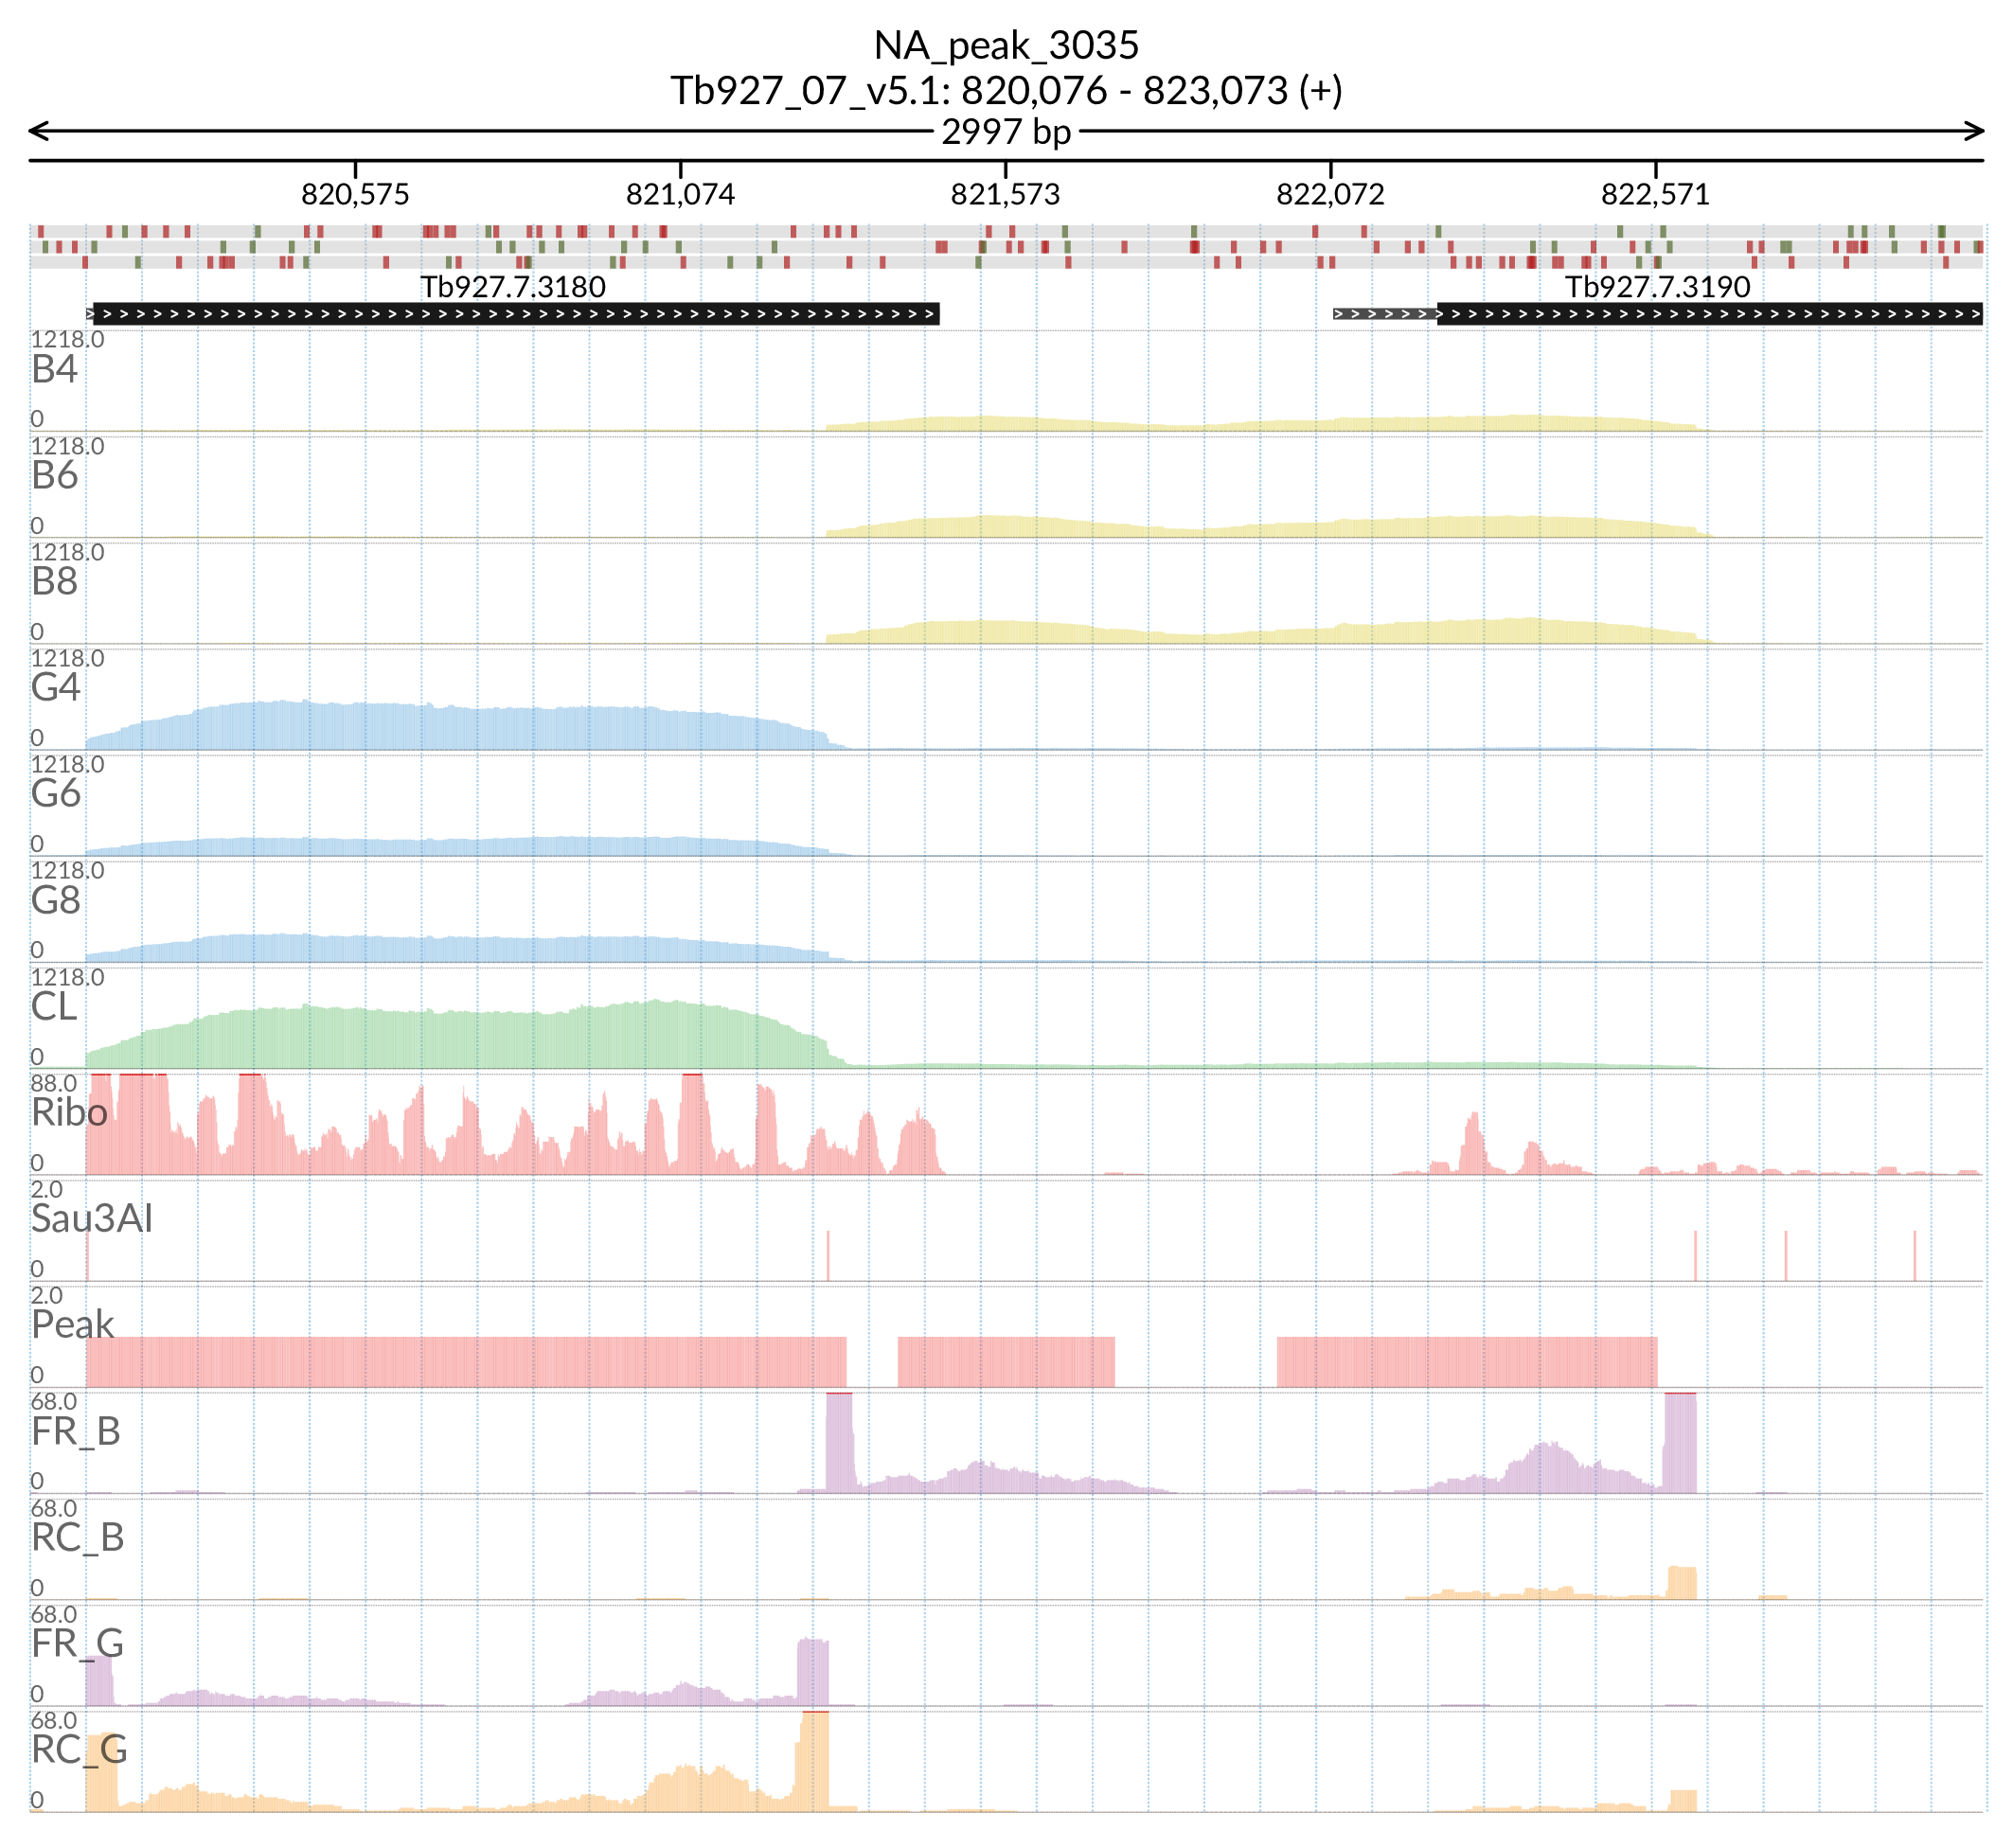 NA_peak_3035
Tb927_07_v5.1: 820,076 - 823,073 (+)
2997 bp
820,575 821,074 821,573 822,072 822,571
Tb927.7.3180 Tb927.7.3190
1218.0
B4
0
1218.0
B6
0
1218.0
B8
0
1218.0
G4
0
1218.0
G6
0
1218.0
G8
0
1218.0
CL
0
88.0
Ribo
0
2.0
Sau3AI
0
2.0
Peak
0
68.0
FR_B
0
68.0
RC_B
0
68.0
FR_G
0
68.0
RC_G
0